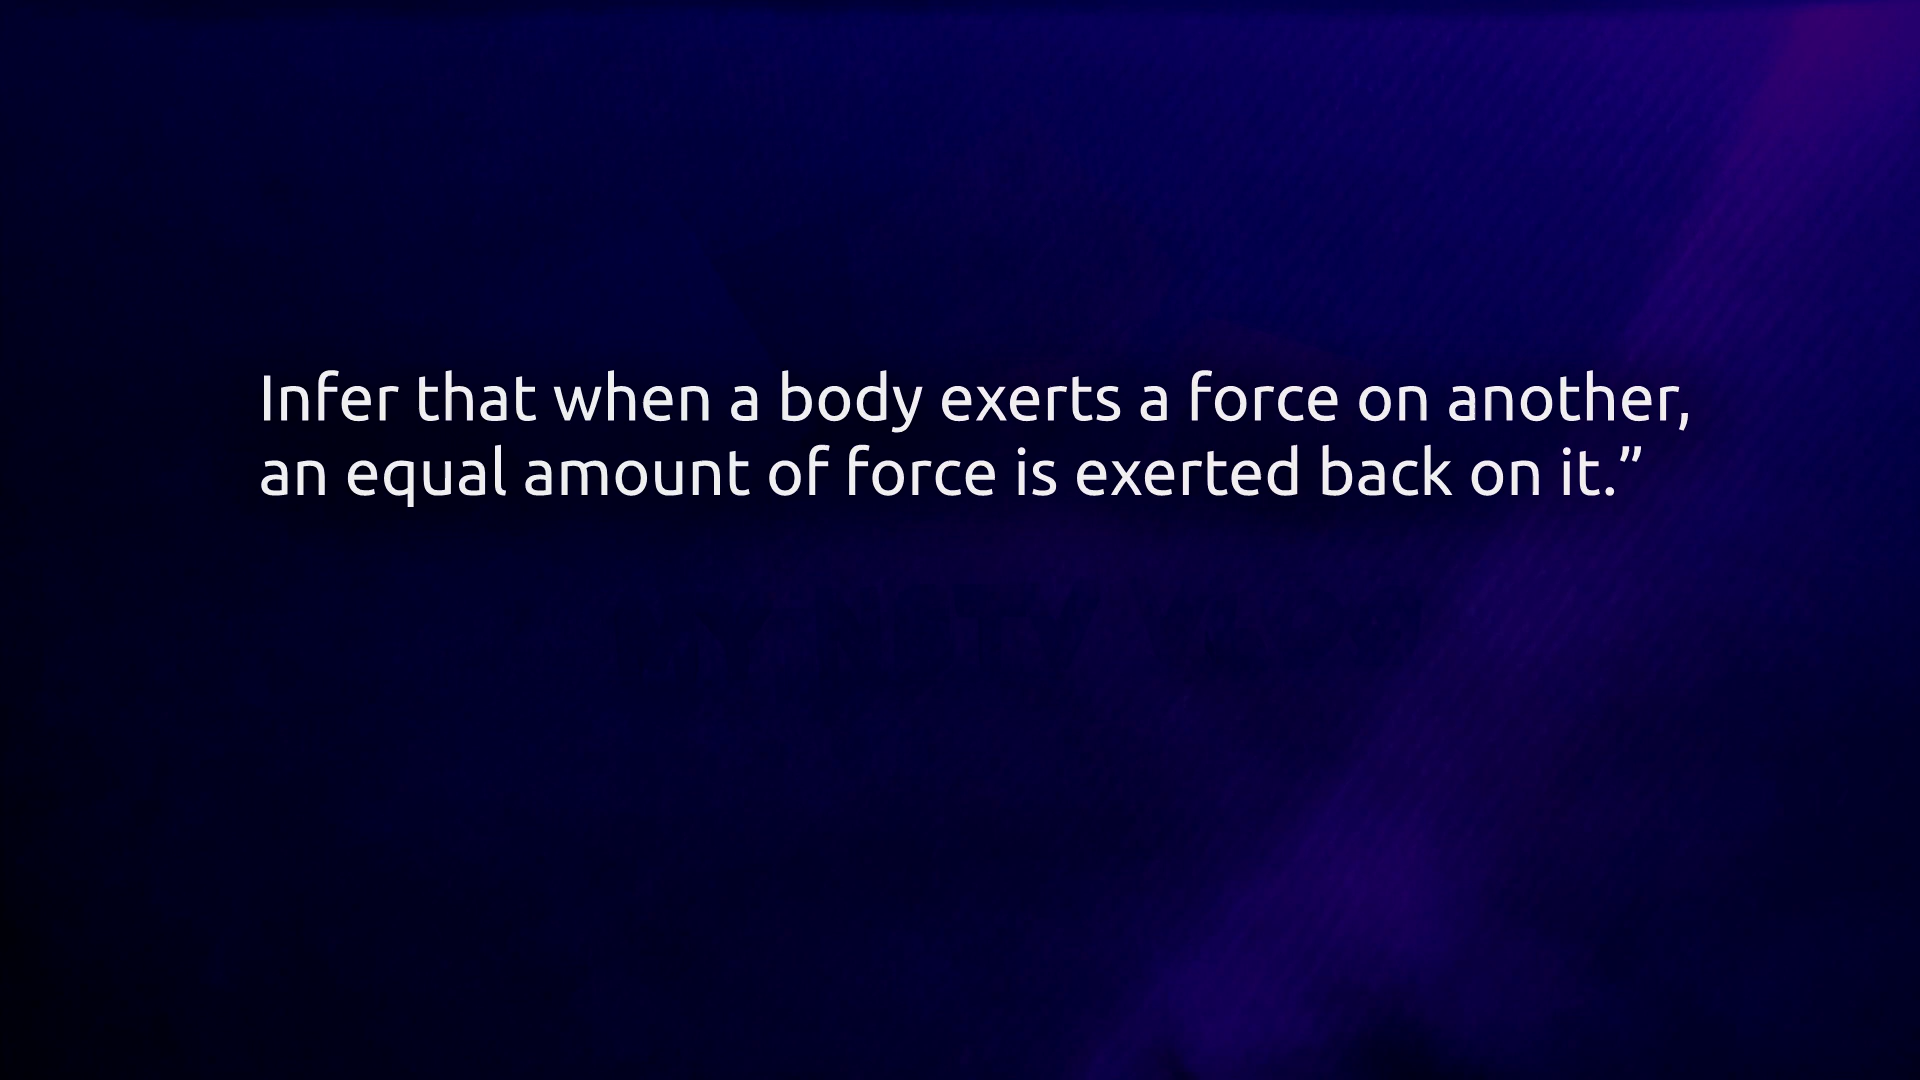 Infer that when a body exerts a force on another,
an equal amount of force is exerted back on it.”